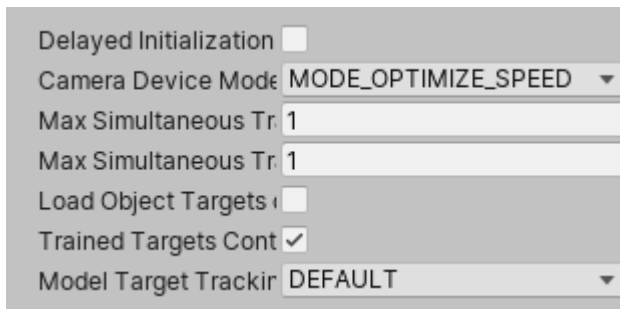 Delayed Initialization
Camera Device Mode MODE_OPTIMIZE_SPEED
Max Simultaneous Tr 1
Max Simultaneous Tr 1
Load Object Targets
Trained Targets Cont
Model Target Trackin DEFAULT